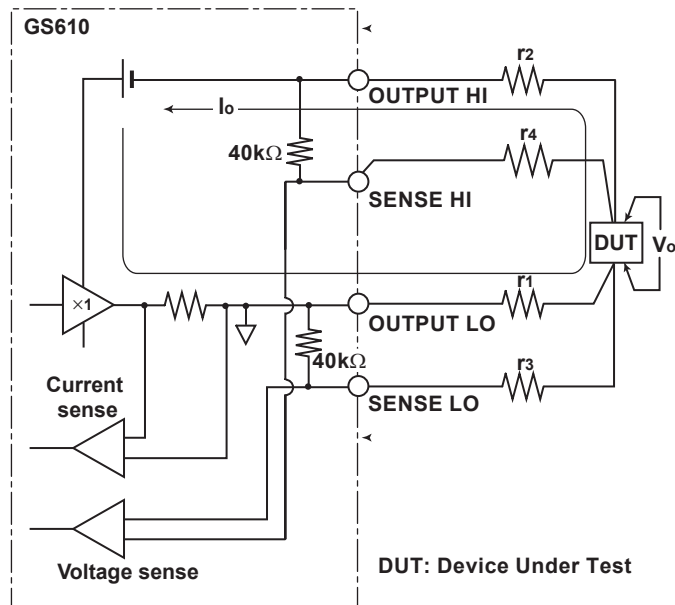 GS610
r2
OUTPUT HI
Io
r4
40kΩ
SENSE HI
DUT
Vo
r1
×1
OUTPUT LO
40kΩ
r3
Current
sense
SENSE LO
Voltage sense
DUT: Device Under Test